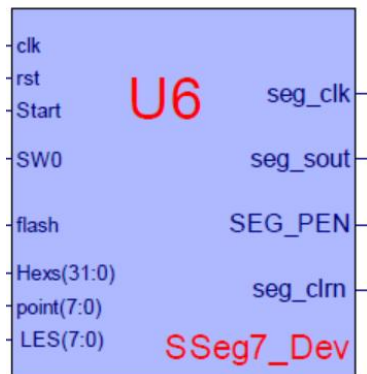 clk
rst
Start
SW0
flash
Hexs(31:0)
point(7:0)
LES(7:0)
U6
seg_clk
seg_sout
SEG_PEN
seg_clrn
SSeg7_Dev